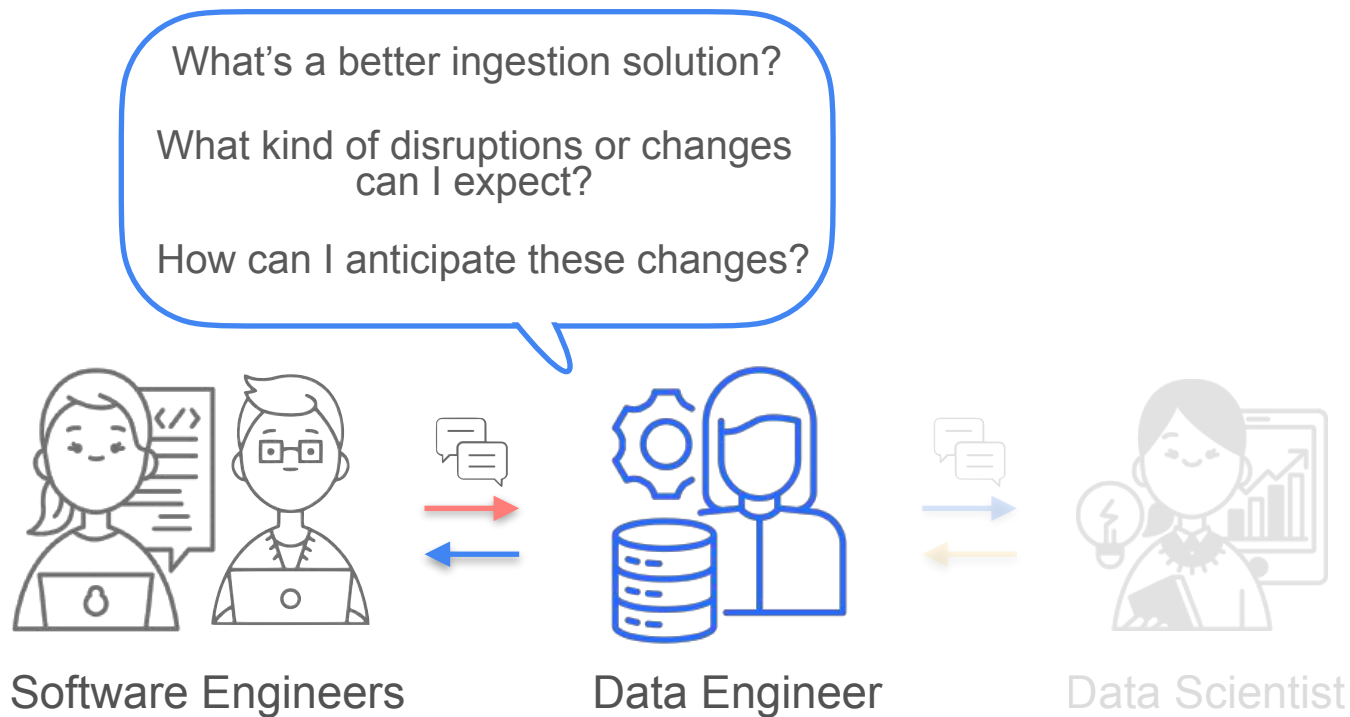 What’s a better ingestion solution?
What kind of disruptions or changes
can I expect?
How can I anticipate these changes?
</>
Software Engineers
Data Engineer
Data Scientist